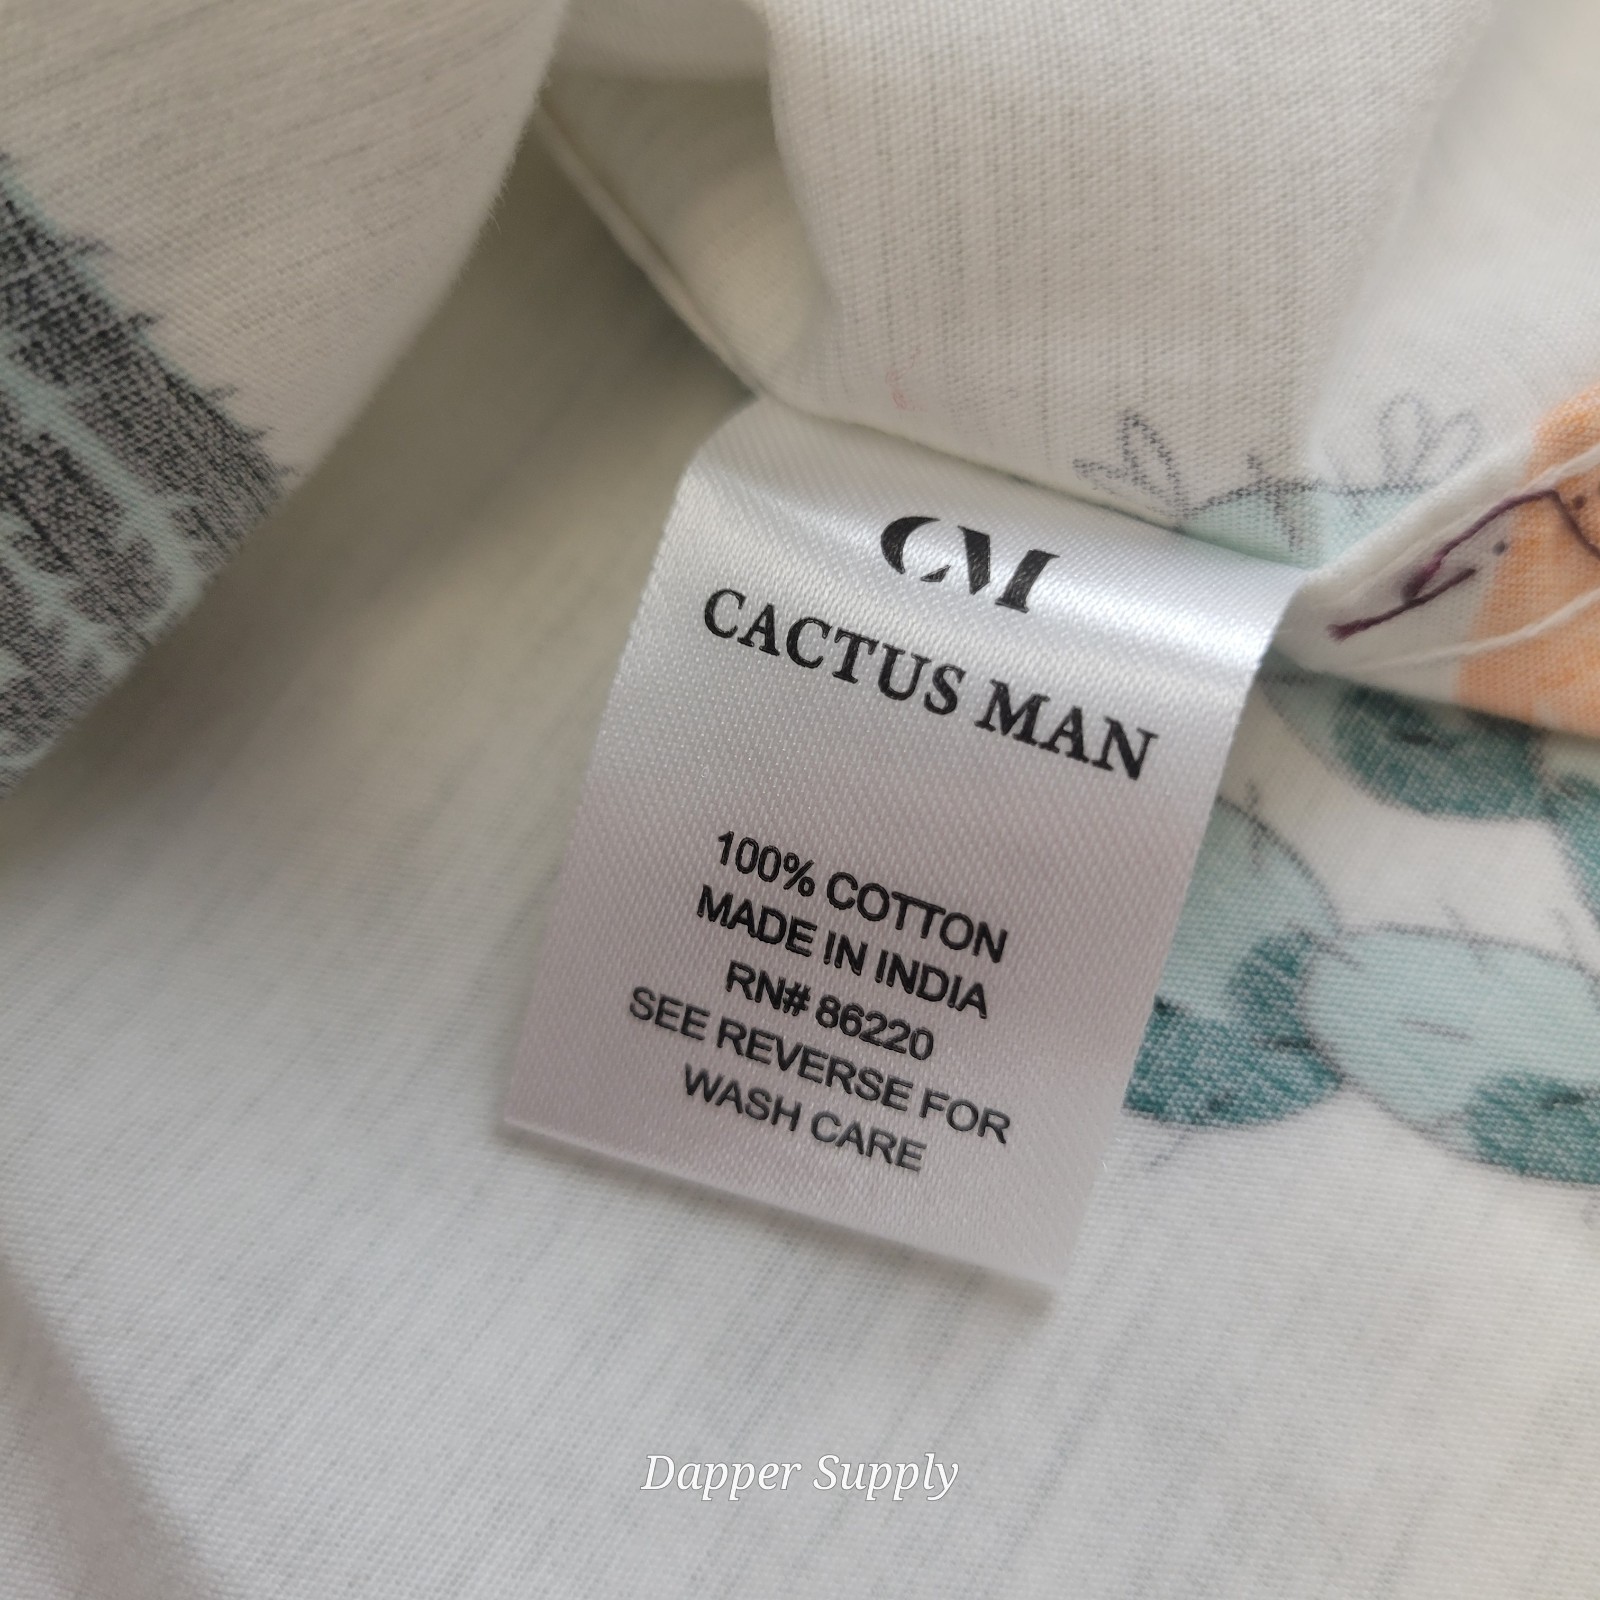 CM
CACTUS MAN
100% COTTON
MADE IN INDIA
RN# 86220
SEE REVERSE FOR
WASH CARE
Dapper Supply